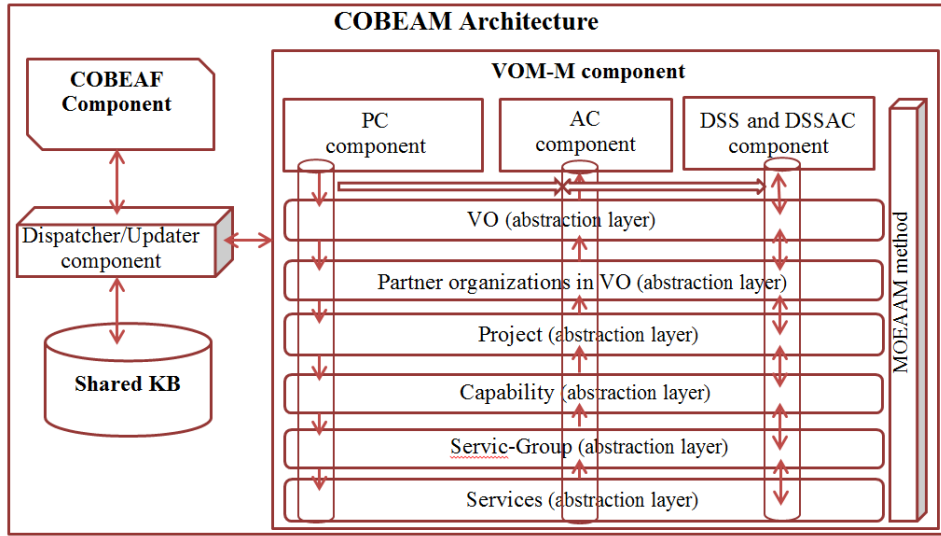 COBEAM Architecture
COBEAF
Component
Dispatcher/Updater
component
Shared KB
VOM-M component
PC
component
AC
component
DSS and DSSAC
component
VO (abstraction layer)
Partner organizations in VO (abstraction layer)
Project (abstraction layer)
Capability (abstraction layer)
Servic-Group (abstraction layer)
Services (abstraction layer)
MOEAAM method